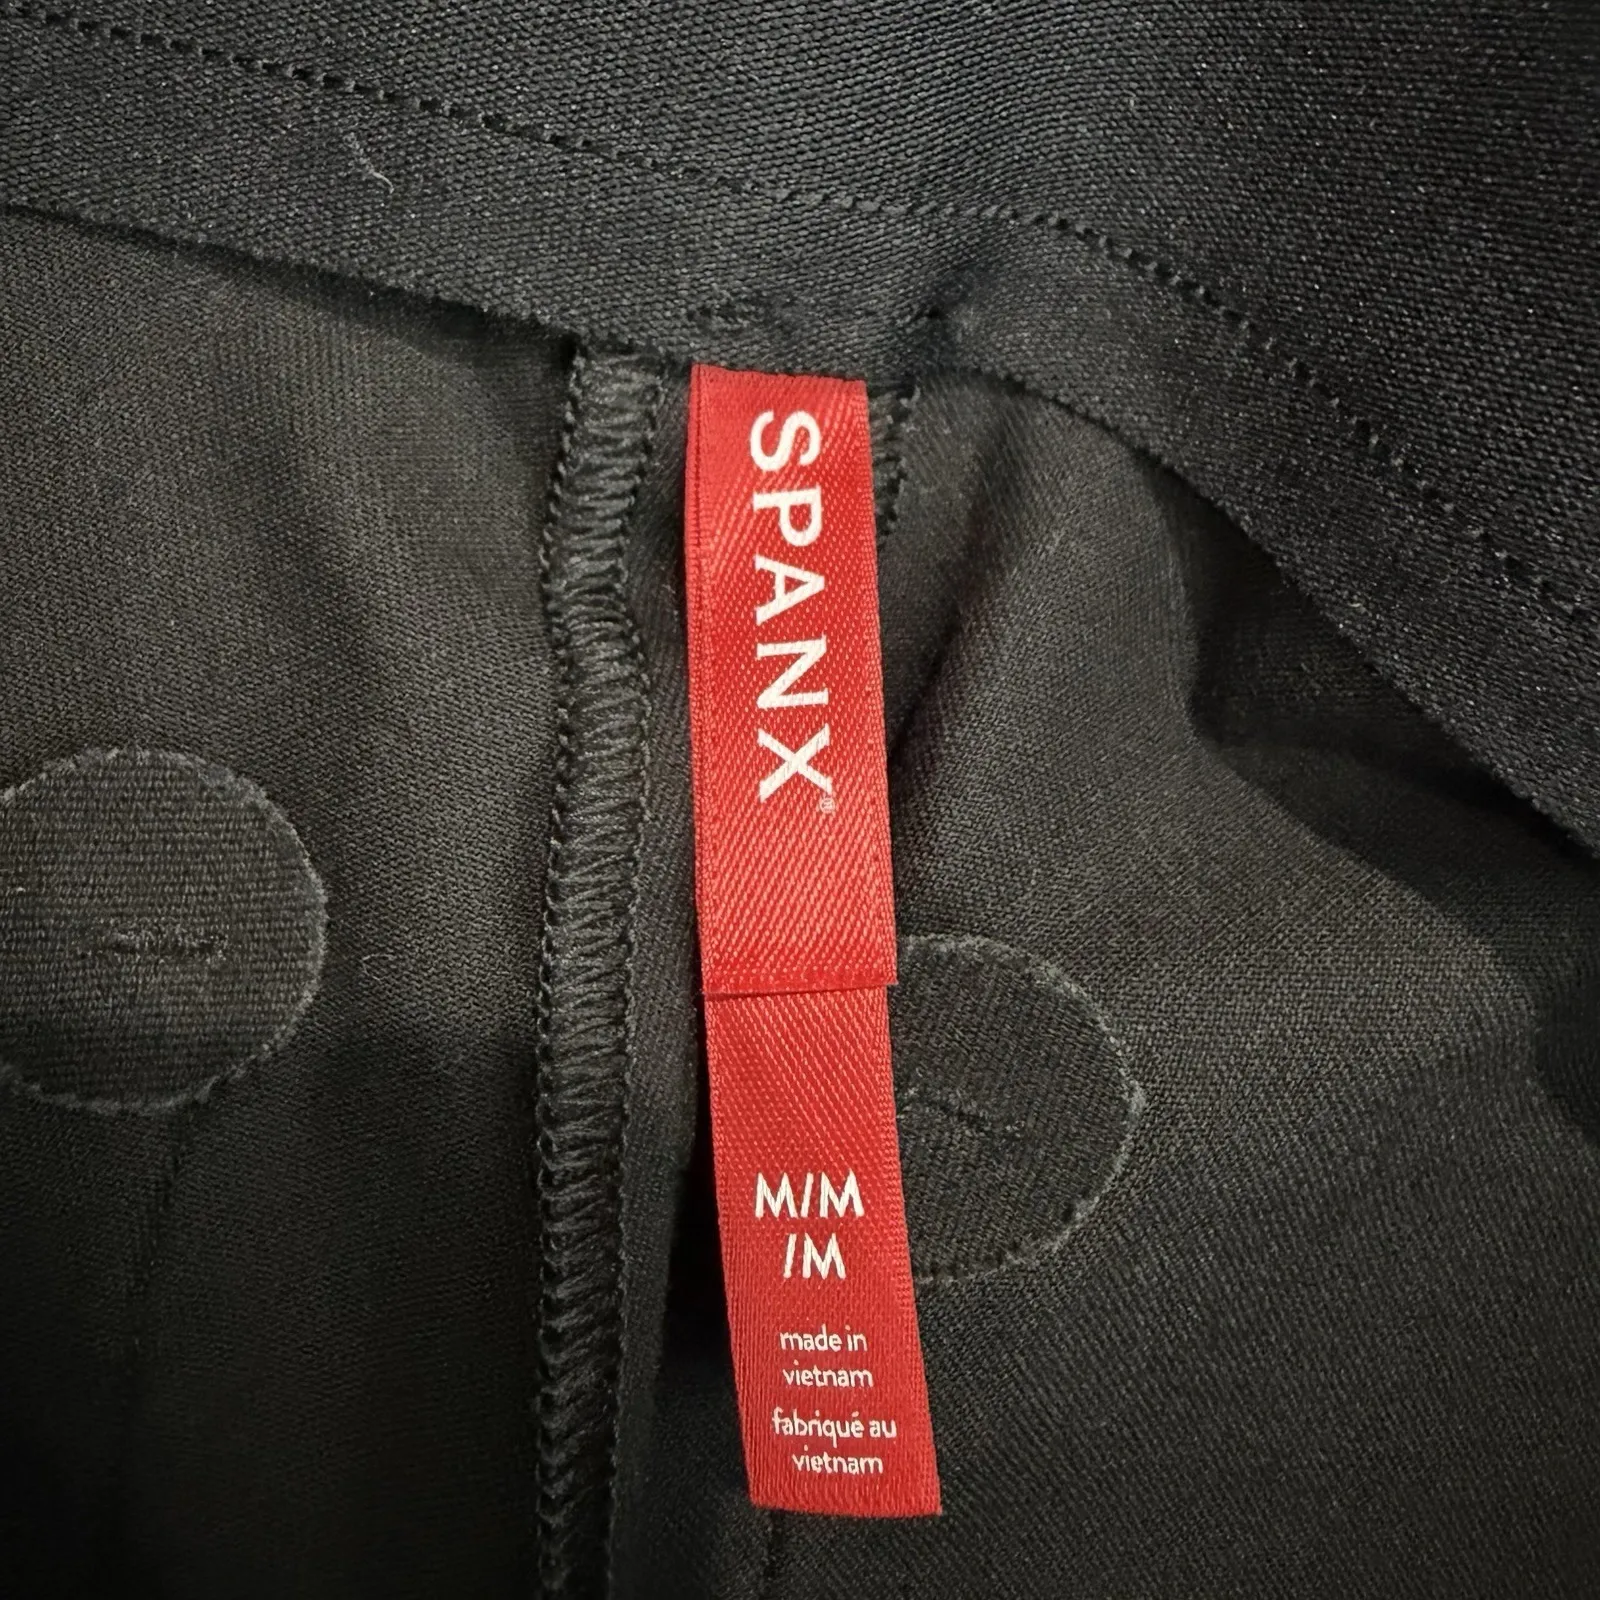 SPANX®
M/M
/M
made in
vietnam
fabriqué au
vietnam